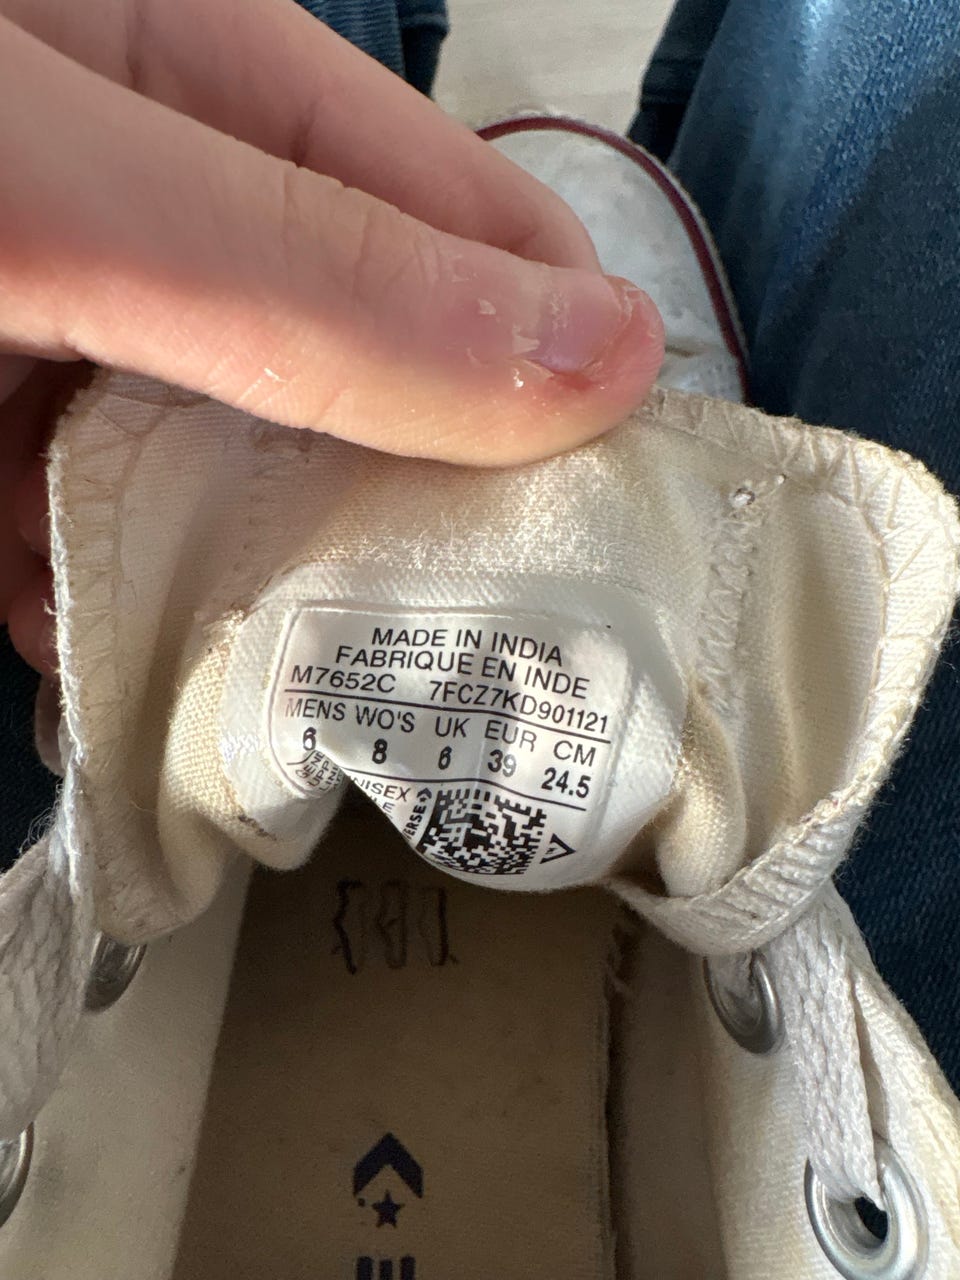 MADE IN INDIA
FABRIQUE EN INDE
M7652C 7FCZ7KD901121
MENS WO'S UK EUR CM
6 8 6 39 24.5